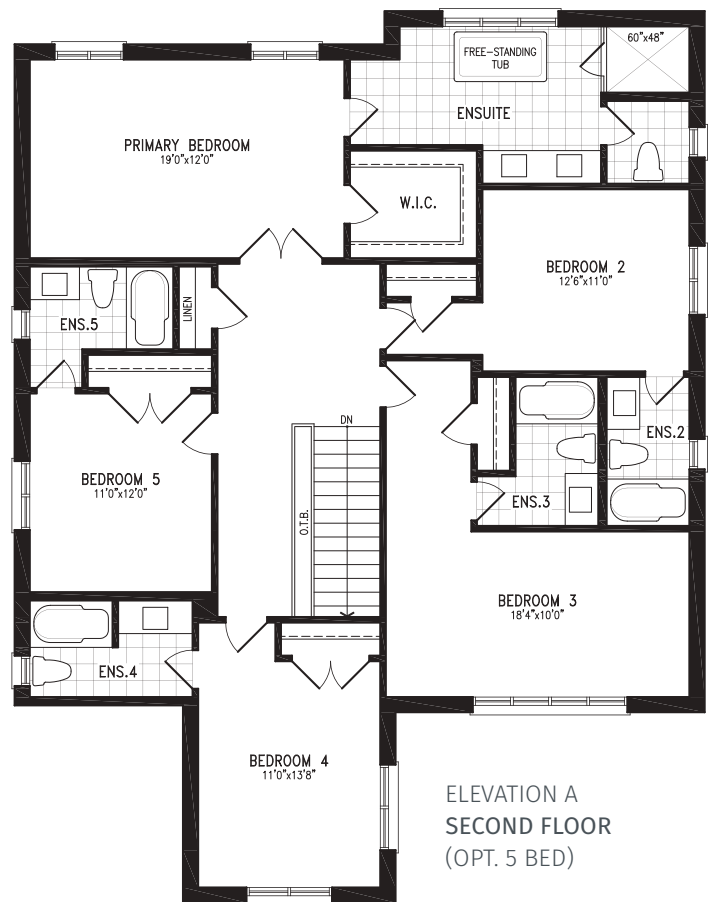 60"x48"
FREE-STANDING
TUB
ENSUITE
PRIMARY BEDROOM
19'0"x12'0"
W.I.C.
BEDROOM 2
12'6"x11'0"
LINEN
ENS.5
DN
ENS.2
BEDROOM 5
11'0"x12'0"
ENS.3
O.T.B.
BEDROOM 3
18'4"x10'0"
ENS.4
BEDROOM 4
11'0"x13'8"
ELEVATION A
SECOND FLOOR
(OPT. 5 BED)